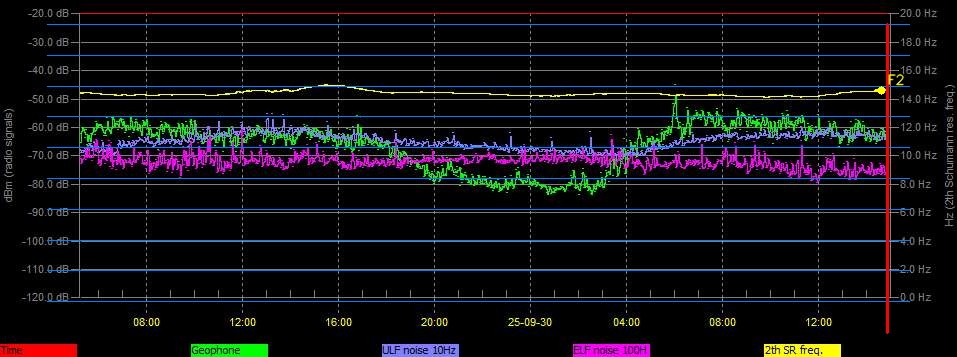 -20.0 dB
20.0 Hz
-30.0 dB
18.0 Hz
-40.0 dB
16.0 Hz
F2
-50.0 dB
14.0 Hz
-60.0 dB
12.0 Hz
-70.0 dB
10.0 Hz
-80.0 dB
8.0 Hz
-90.0 dB
6.0 Hz
-100.0 dB
4.0 Hz
-110.0 dB
2.0 Hz
-120.0 dB
0.0 Hz
dBm (radio signals)
Hz (2th Schumann res. freq.)
08:00 12:00 16:00 20:00 25-09-30 04:00 08:00 12:00
Time Geophone ULF noise 10Hz ELF noise 100H 2th SR freq.